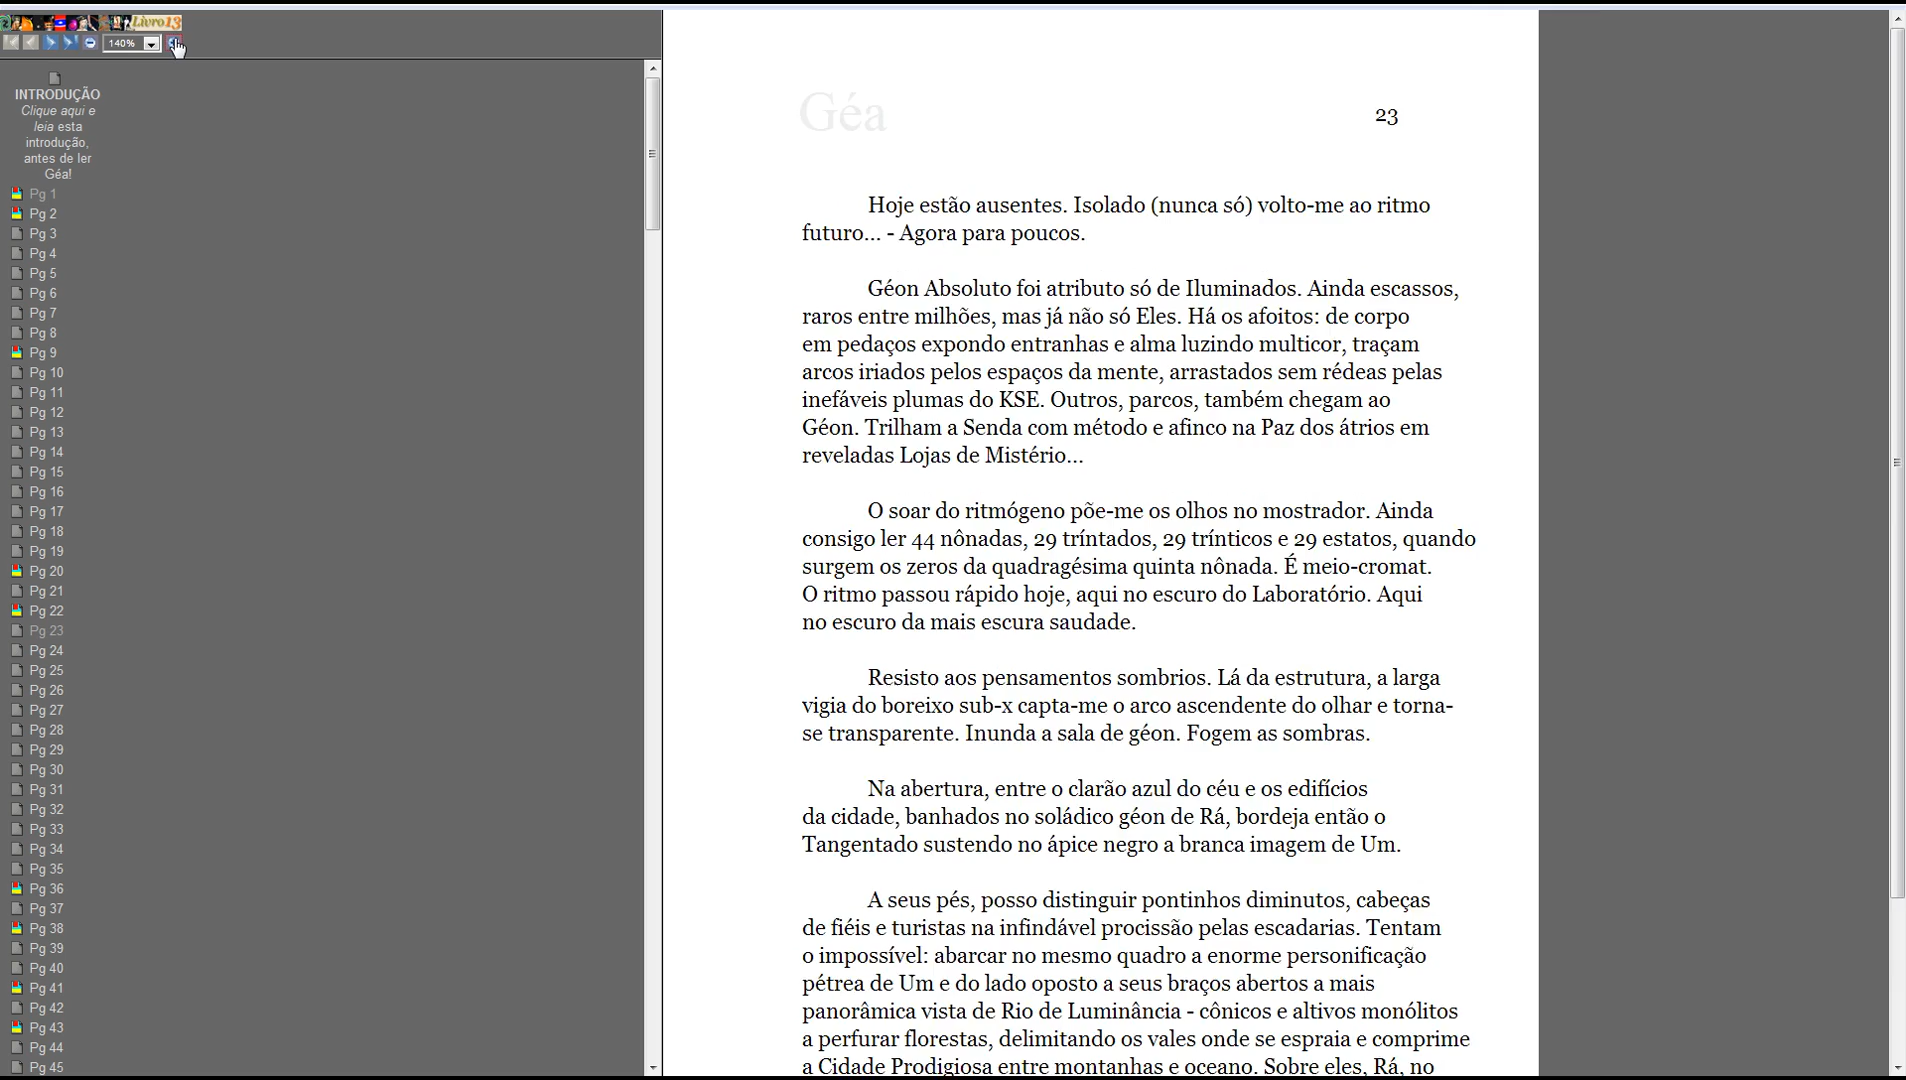 Livro 13
140%
INTRODUÇÃO
Clique aqui e
leia esta
introdução,
antes de ler
Géa!
Pg 1
Pg 2
Pg 3
Pg 4
Pg 5
Pg 6
Pg 7
Pg 8
Pg 9
Pg 10
Pg 11
Pg 12
Pg 13
Pg 14
Pg 15
Pg 16
Pg 17
Pg 18
Pg 19
Pg 20
Pg 21
Pg 22
Pg 23
Pg 24
Pg 25
Pg 26
Pg 27
Pg 28
Pg 29
Pg 30
Pg 31
Pg 32
Pg 33
Pg 34
Pg 35
Pg 36
Pg 37
Pg 38
Pg 39
Pg 40
Pg 41
Pg 42
Pg 43
Pg 44
Pg 45
Géa
23
Hoje estão ausentes. Isolado (nunca só) volto-me ao ritmo
futuro... - Agora para poucos.
Géon Absoluto foi atributo só de Iluminados. Ainda escassos,
raros entre milhões, mas já não só Eles. Há os afoitos: de corpo
em pedaços expondo entranhas e alma luzindo multicor, traçam
arcos iriados pelos espaços da mente, arrastados sem rédeas pelas
inefáveis plumas do KSE. Outros, parcos, também chegam ao
Géon. Trilham a Senda com método e afinco na Paz dos átrios em
reveladas Lojas de Mistério...
O soar do ritmógeno põe-me os olhos no mostrador. Ainda
consigo ler 44 nônadas, 29 tríntados, 29 trínticos e 29 estatos, quando
surgem os zeros da quadragésima quinta nônada. É meio-cromat.
O ritmo passou rápido hoje, aqui no escuro do Laboratório. Aqui
no escuro da mais escura saudade.
Resisto aos pensamentos sombrios. Lá da estrutura, a larga
vigia do boreixo sub-x capta-me o arco ascendente do olhar e torna-
se transparente. Inunda a sala de géon. Fogem as sombras.
Na abertura, entre o clarão azul do céu e os edifícios
da cidade, banhados no soládico géon de Rá, bordeja então o
Tangentado sustendo no ápice negro a branca imagem de Um.
A seus pés, posso distinguir pontinhos diminutos, cabeças
de fiéis e turistas na infindável procissão pelas escadarias. Tentam
o impossível: abarcar no mesmo quadro a enorme personificação
pétrea de Um e do lado oposto a seus braços abertos a mais
panorâmica vista de Rio de Luminância - cônicos e altivos monólitos
a perfurar florestas, delimitando os vales onde se espraia e comprime
a Cidade Prodigiosa entre montanhas e oceano. Sobre eles, Rá, no